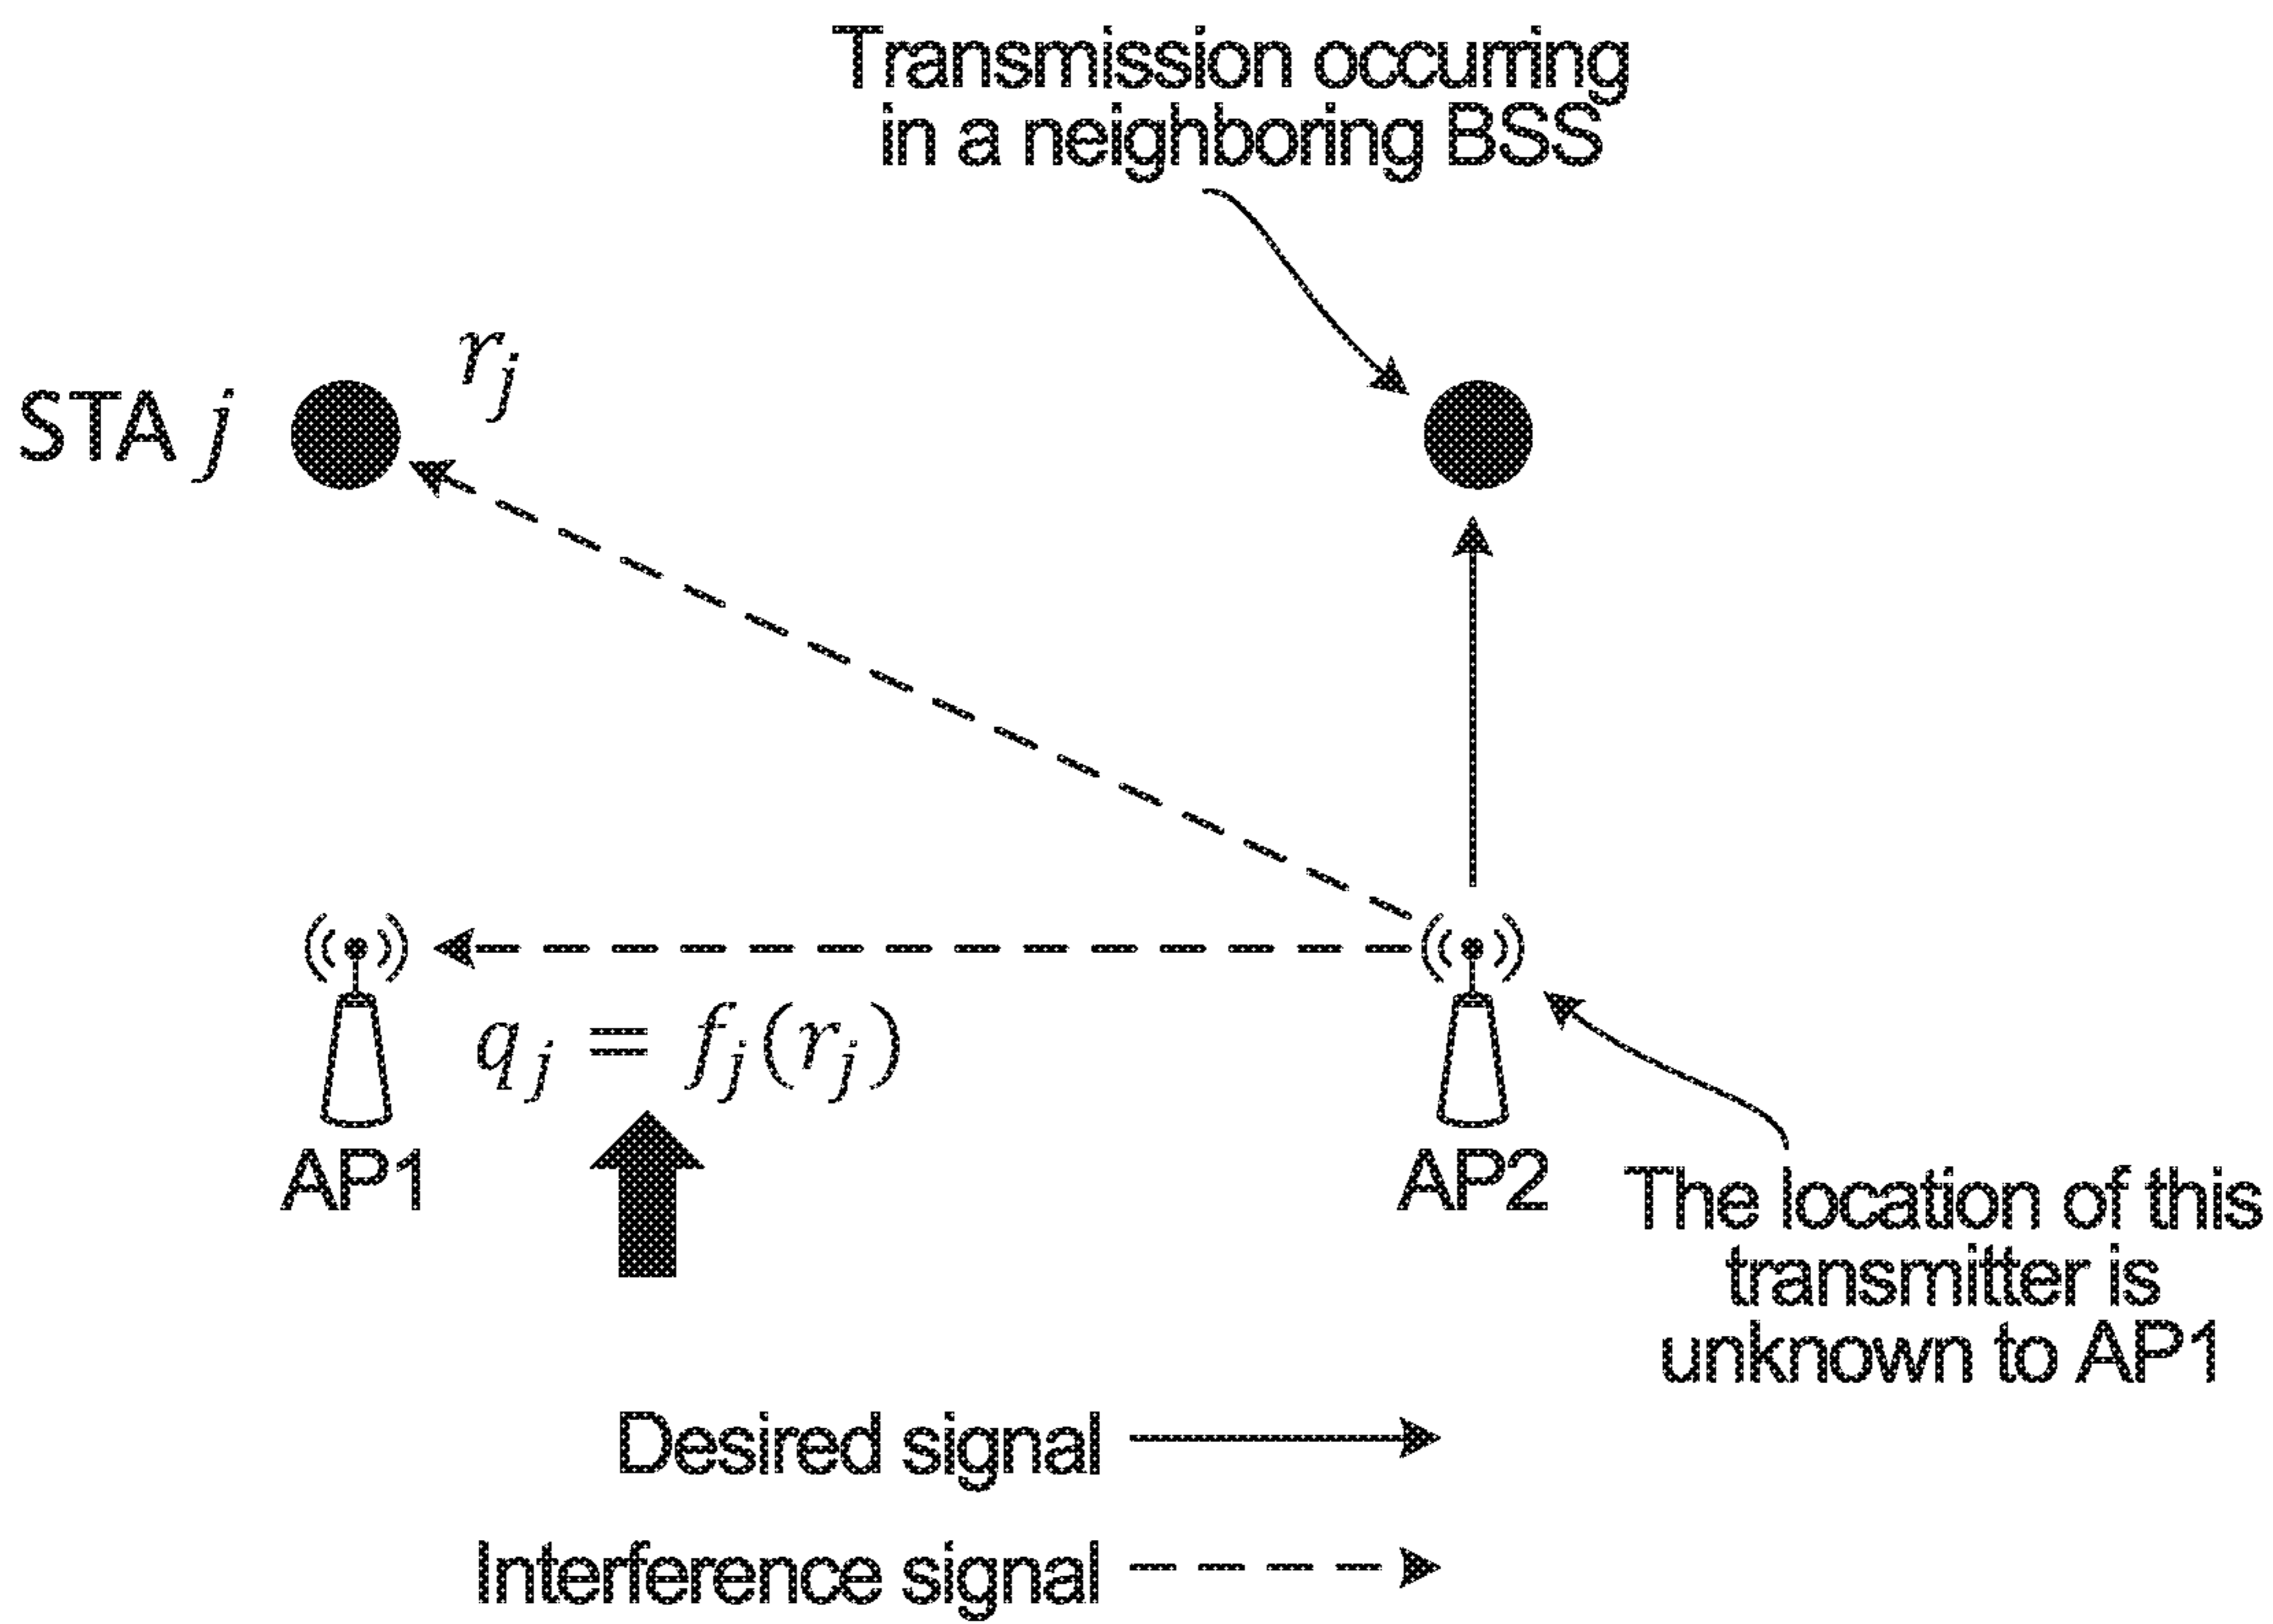 Transmission occurring
in a neighboring BSS
r_j
STA j
q_j = f_j(r_j)
AP1
AP2
The location of this
transmitter is
unknown to AP1
Desired signal
Interference signal